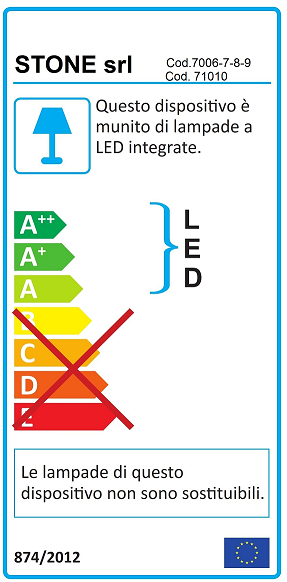 STONE srl
Cod.7006-7-8-9
Cod. 71010
Questo dispositivo è
munito di lampade a
LED integrate.
A++
A+
A
B
C
D
E
L
E
D
Le lampade di questo
dispositivo non sono sostituibili.
874/2012